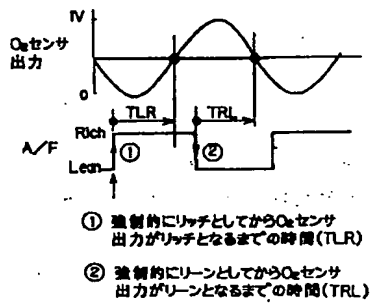 1V
O₂センサ
出力
0
TLR
TRL
Rich
A/F
①
②
Lean
① 強制的にリッチとしてからO₂センサ
出力がリッチとなるまでの時間(TLR)
② 強制的にリーンとしてからO₂センサ
出力がリーンとなるまでの時間(TRL)